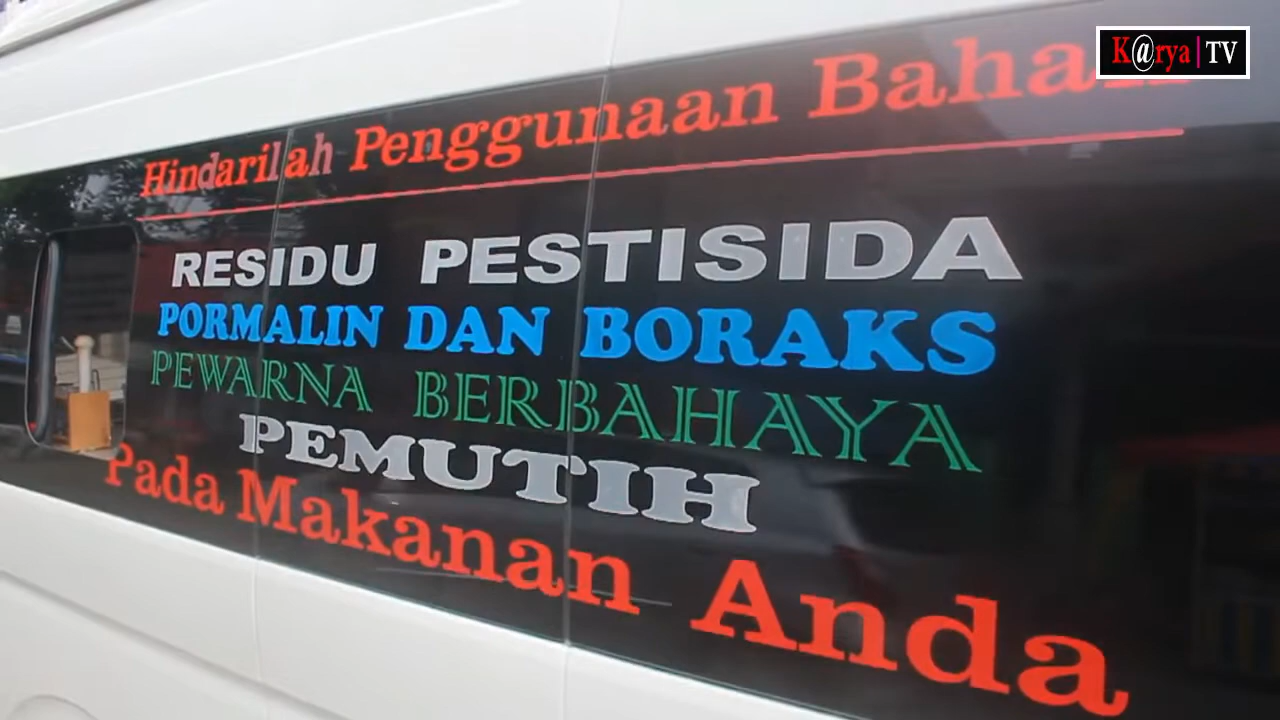 K@rya|TV
Hindarilah Penggunaan Bahan
RESIDU PESTISIDA
PORMALIN DAN BORAKS
PEWARNA BERBAHAYA
PEMUTIH
Pada Makanan Anda